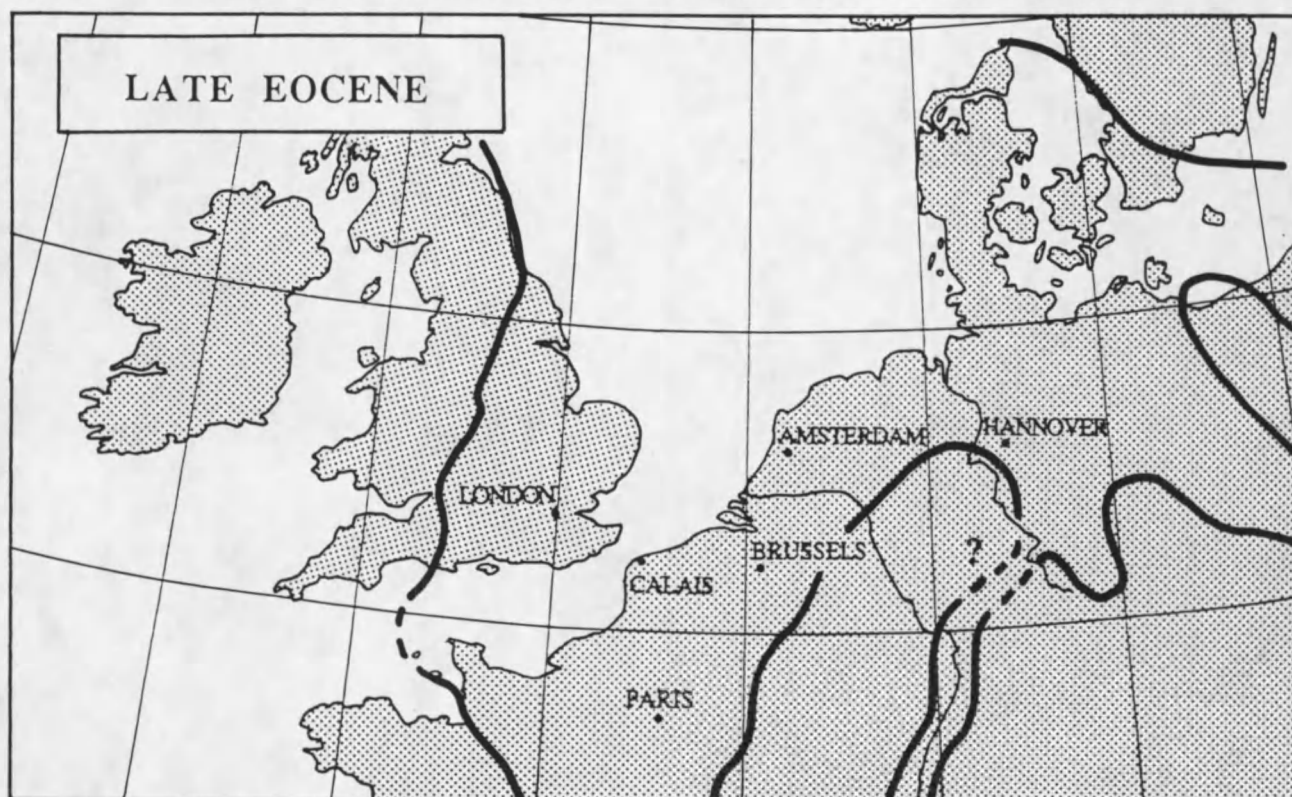 LATE EOCENE
AMSTERDAM
HANNOVER
LONDON
BRUSSELS
CALAIS
?
PARIS